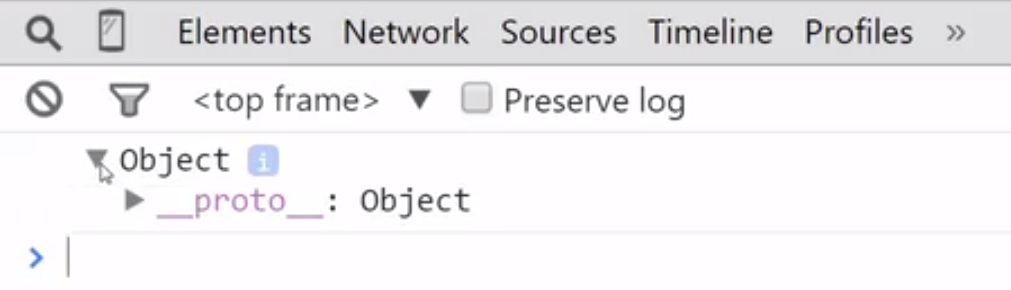 Elements Network Sources Timeline Profiles »
<top frame> ▼ Preserve log
▼ Object i
▶ __proto__: Object
>